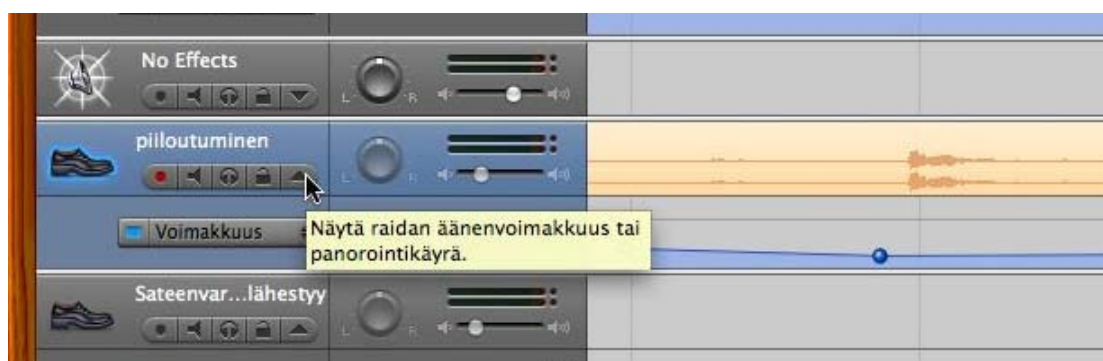 No Effects
L R
piiloutuminen
L R
Voimakkuus
Näytä raidan äänenvoimakkuus tai
panorointikäyrä.
Sateenvar...lähestyy
L R